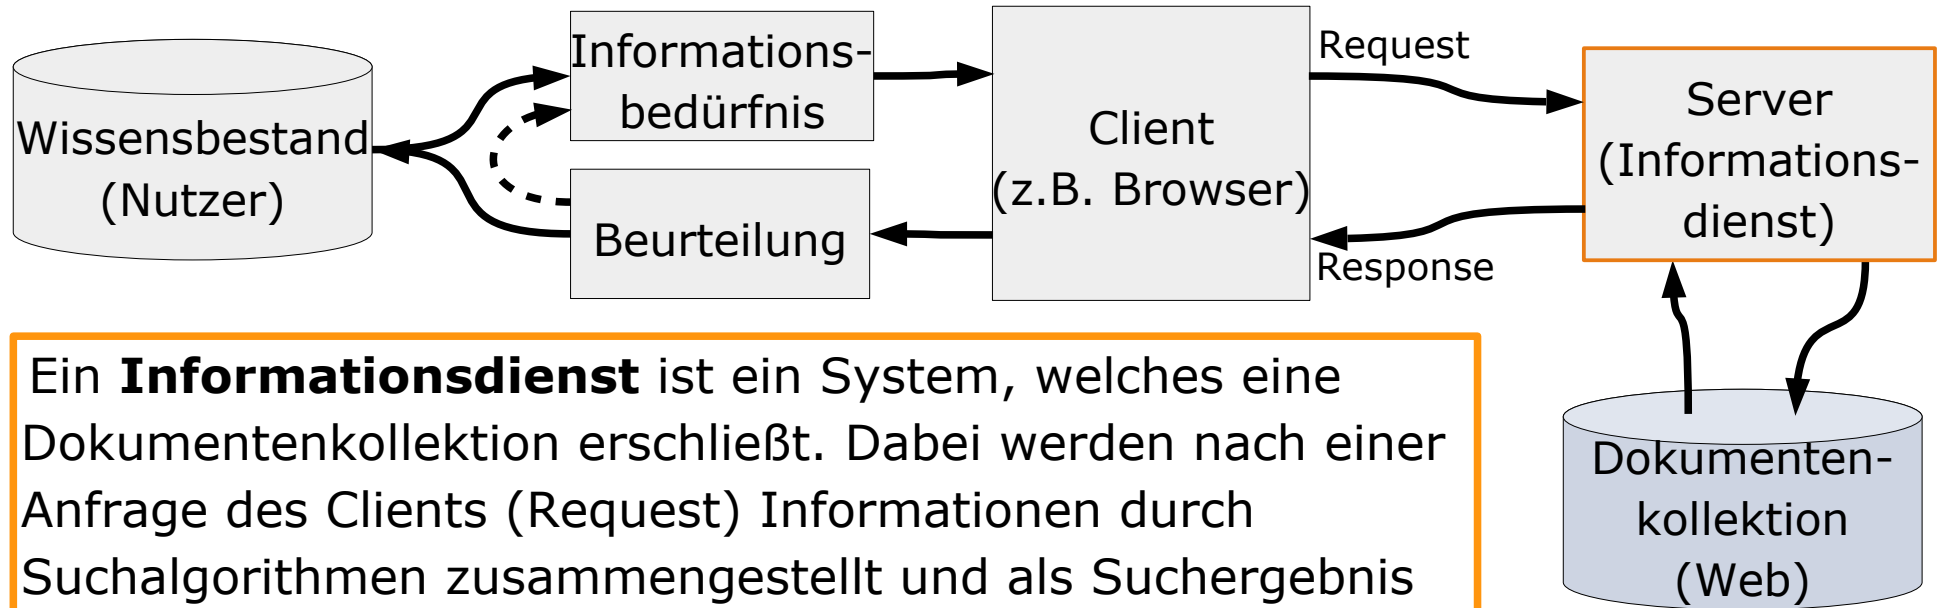 Wissensbestand
(Nutzer)
Informations-
bedürfnis
Beurteilung
Client
(z.B. Browser)
Request
Response
Server
(Informations-
dienst)
Dokumenten-
kollektion
(Web)
Ein Informationsdienst ist ein System, welches eine
Dokumentenkollektion erschließt. Dabei werden nach einer
Anfrage des Clients (Request) Informationen durch
Suchalgorithmen zusammengestellt und als Suchergebnis